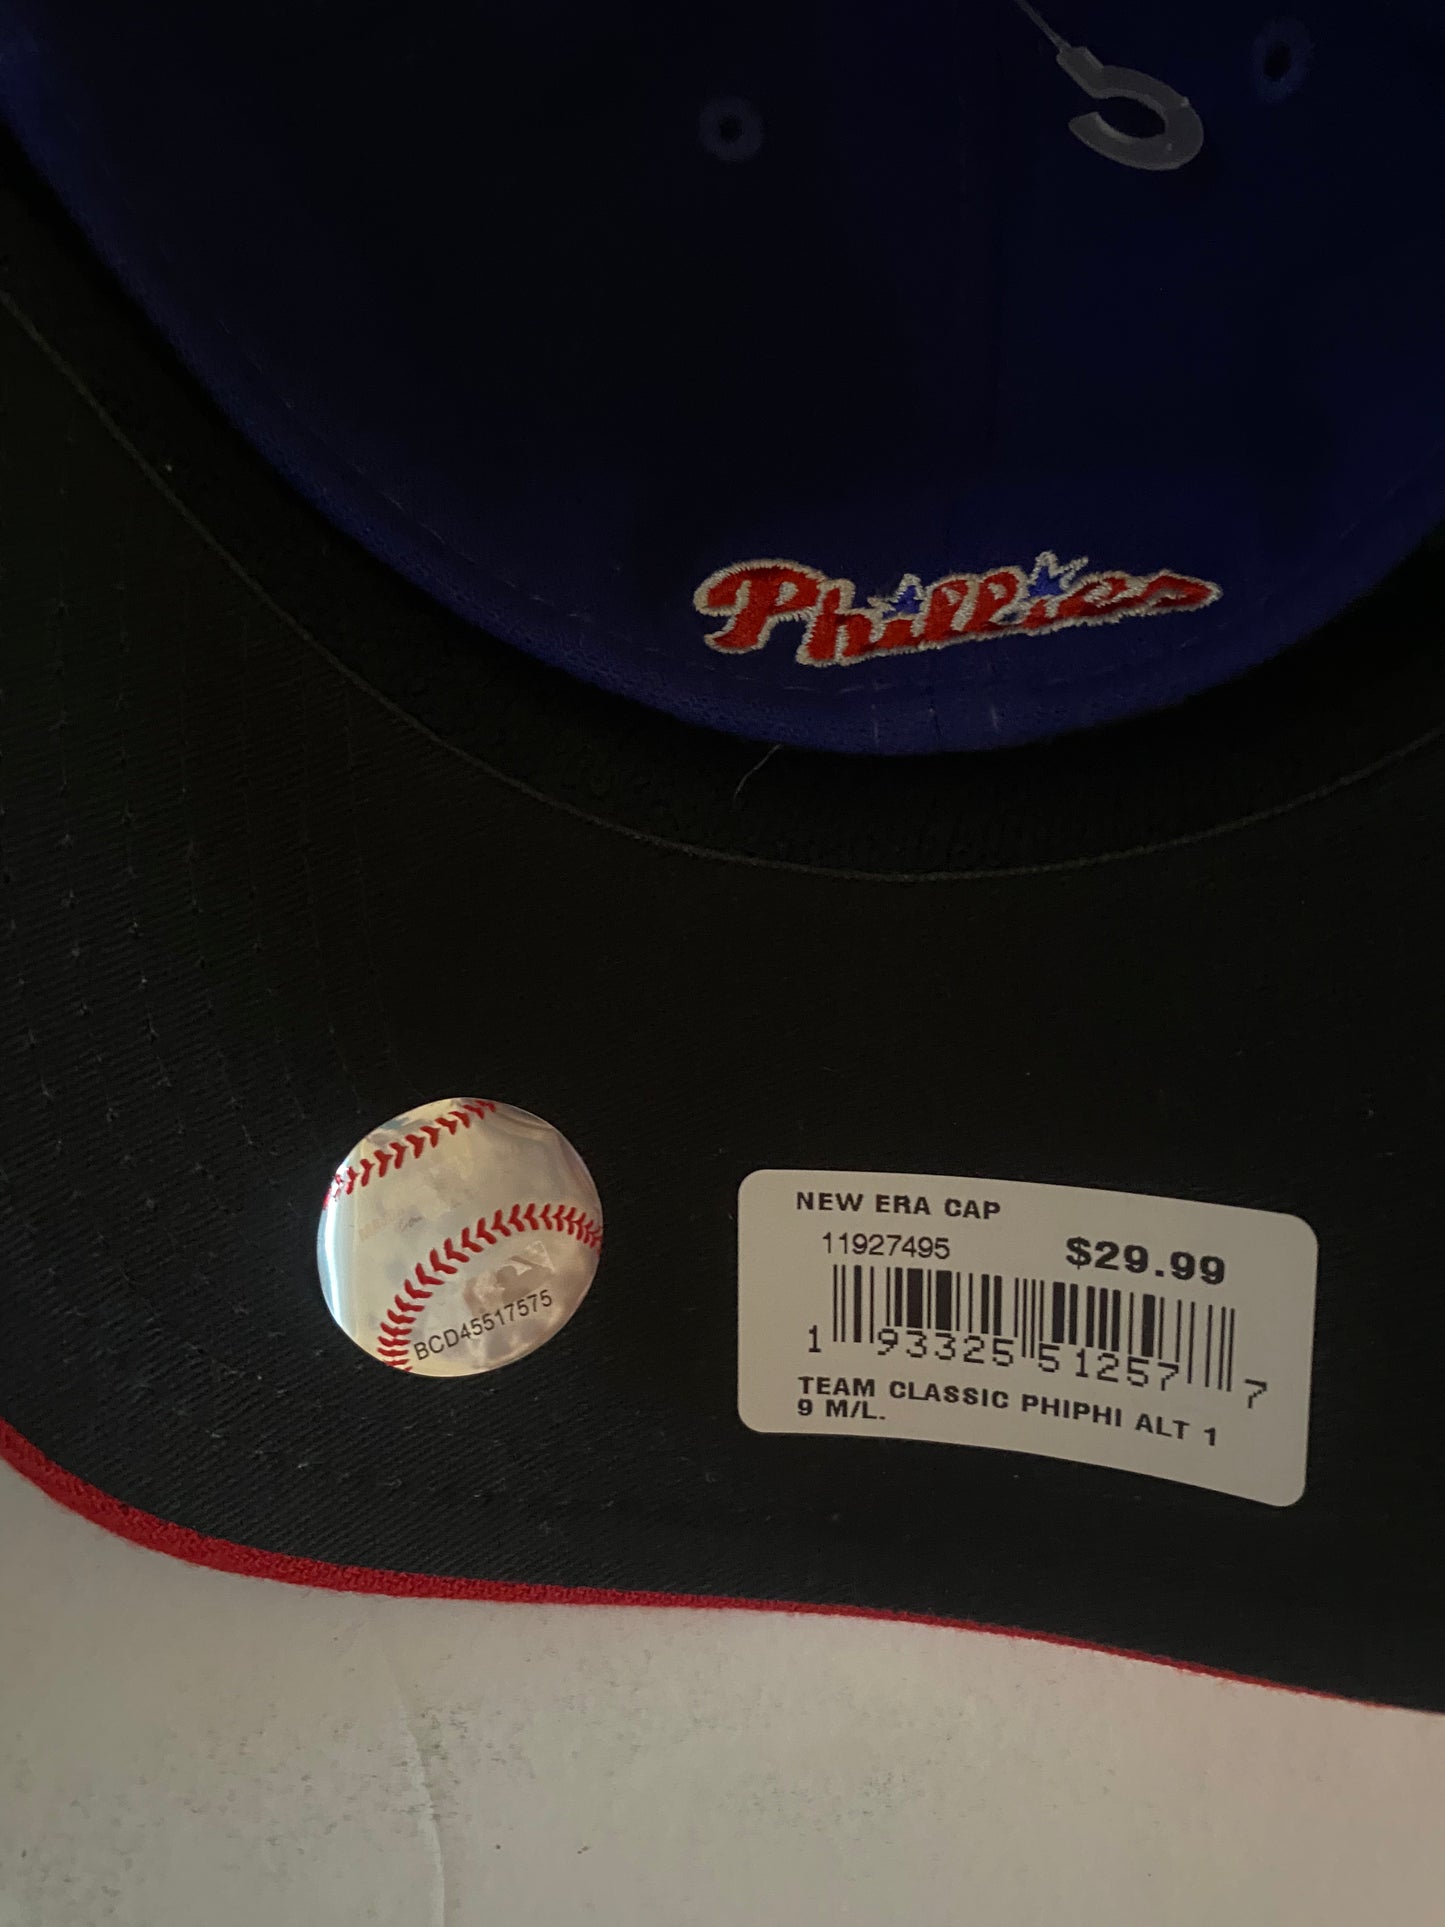 Phillies
NEW ERA CAP
11927495
$29.99
1 93325 51257 7
TEAM CLASSIC PHIPHI ALT 1
9 M/L.
BCD45517575